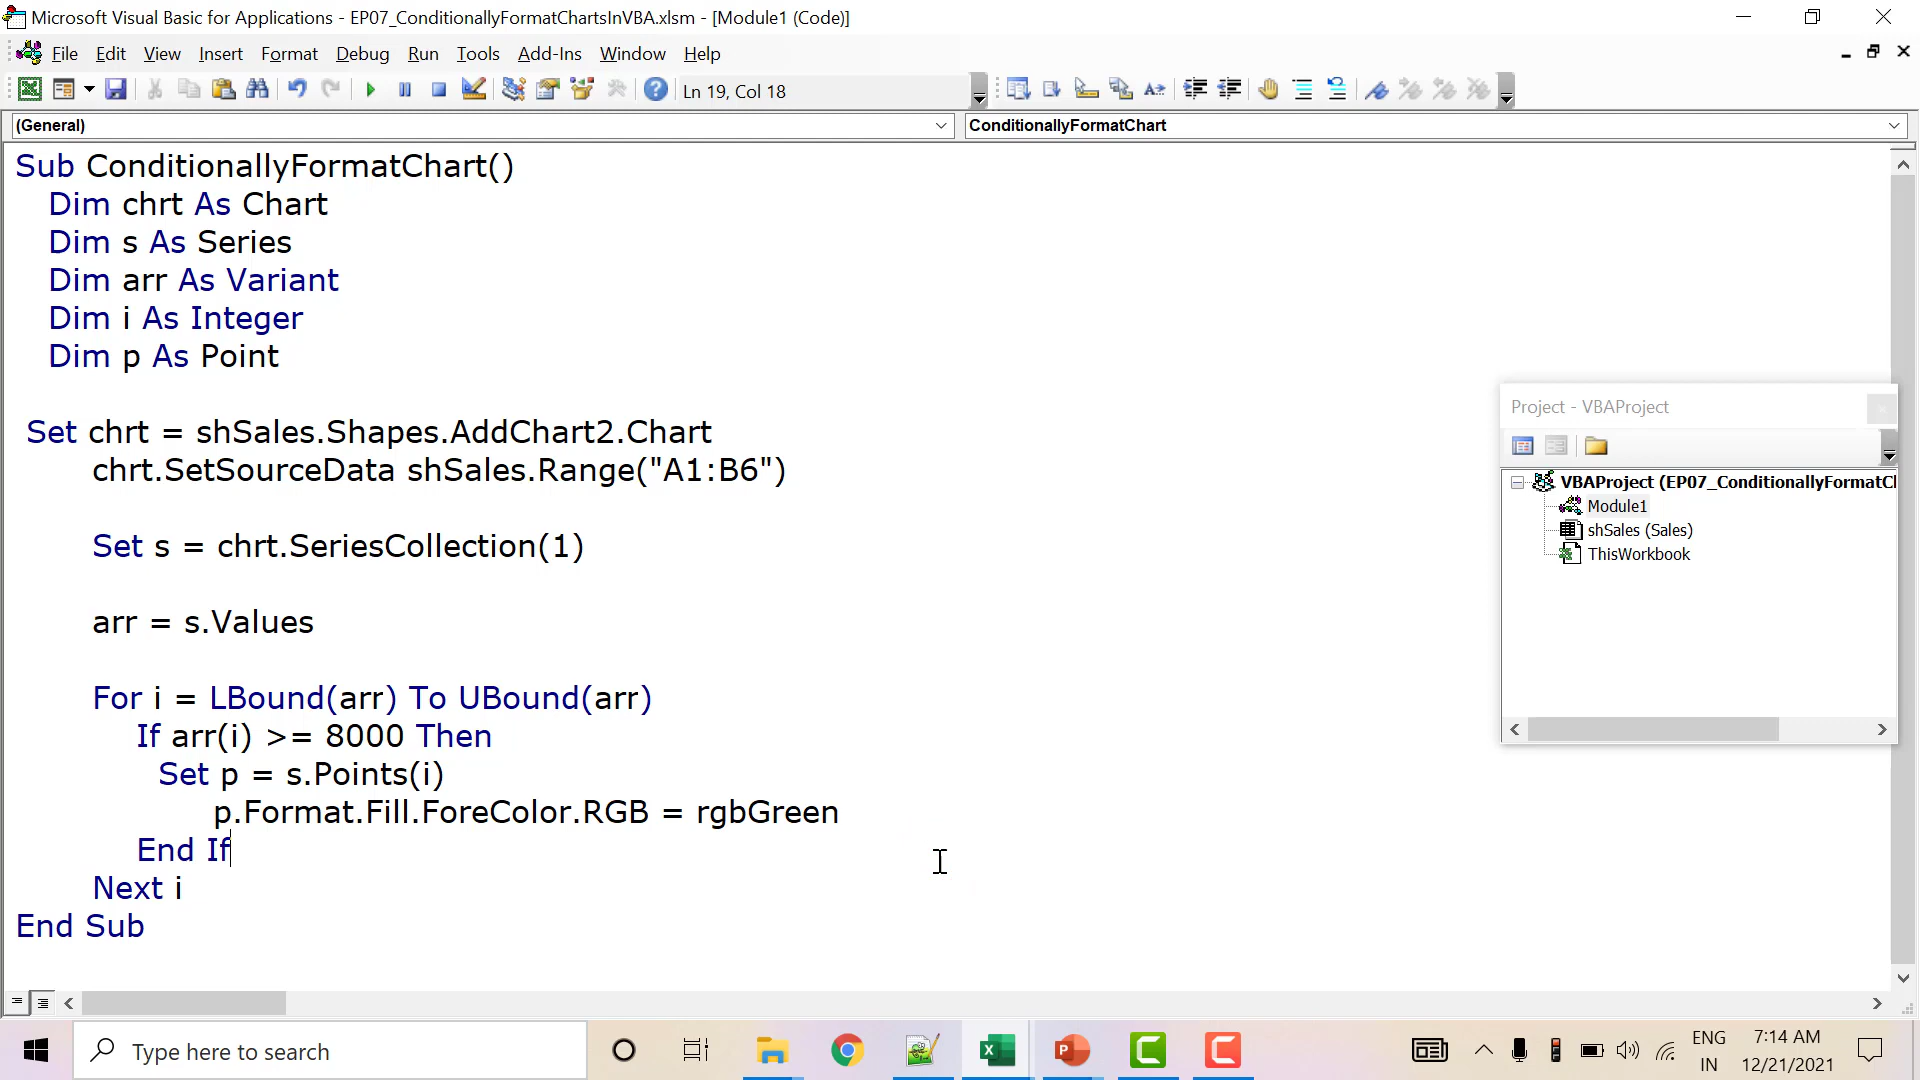 Microsoft Visual Basic for Applications - EP07_ConditionallyFormatChartsInVBA.xlsm - [Module1 (Code)]
File Edit View Insert Format Debug Run Tools Add-Ins Window Help
Ln 19, Col 18
(General)
ConditionallyFormatChart
Sub ConditionallyFormatChart()
Dim chrt As Chart
Dim s As Series
Dim arr As Variant
Dim i As Integer
Dim p As Point
Set chrt = shSales.Shapes.AddChart2.Chart
chrt.SetSourceData shSales.Range("A1:B6")
Set s = chrt.SeriesCollection(1)
arr = s.Values
For i = LBound(arr) To UBound(arr)
If arr(i) >= 8000 Then
Set p = s.Points(i)
p.Format.Fill.ForeColor.RGB = rgbGreen
End If
Next i
End Sub
Project - VBAProject
VBAProject (EP07_ConditionallyFormatCl
Module1
shSales (Sales)
ThisWorkbook
Type here to search
ENG
IN
7:14 AM
12/21/2021